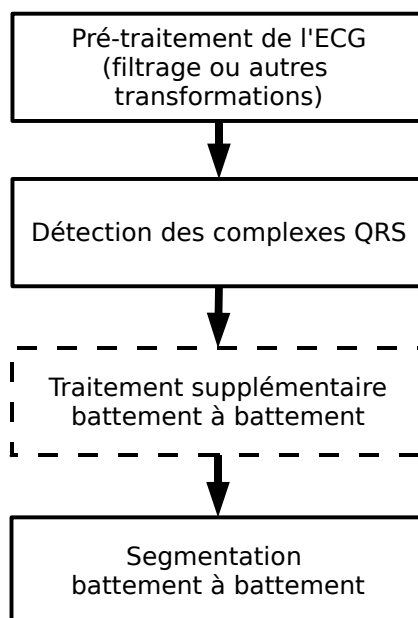 Pré-traitement de l'ECG
(filtrage ou autres
transformations)
Détection des complexes QRS
Traitement supplémentaire
battement à battement
Segmentation
battement à battement